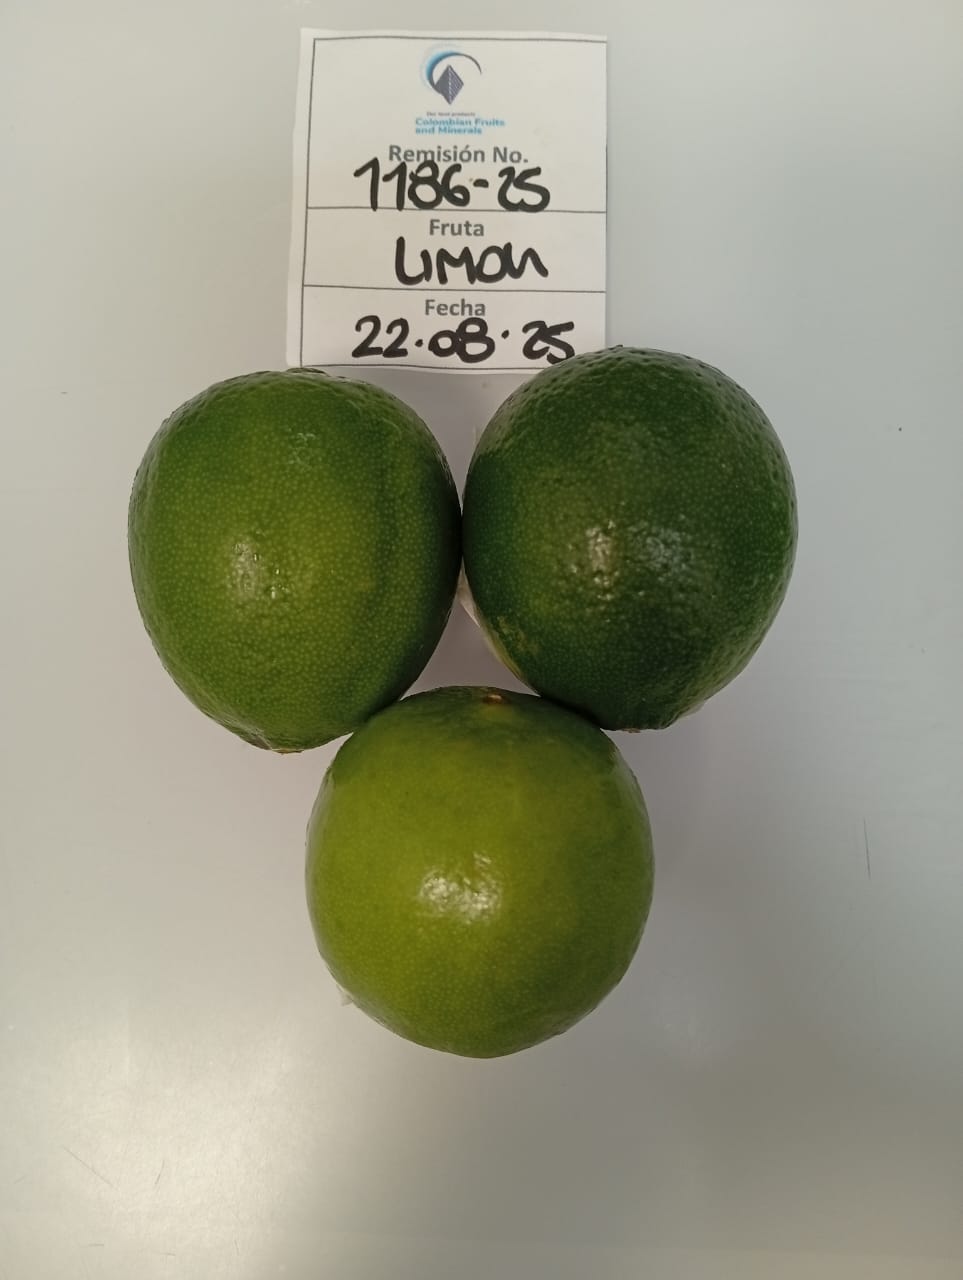 The best products
Colombian Fruits
and Minerals
Remisión No.
1186-25
Fruta
LIMON
Fecha
22.08.25